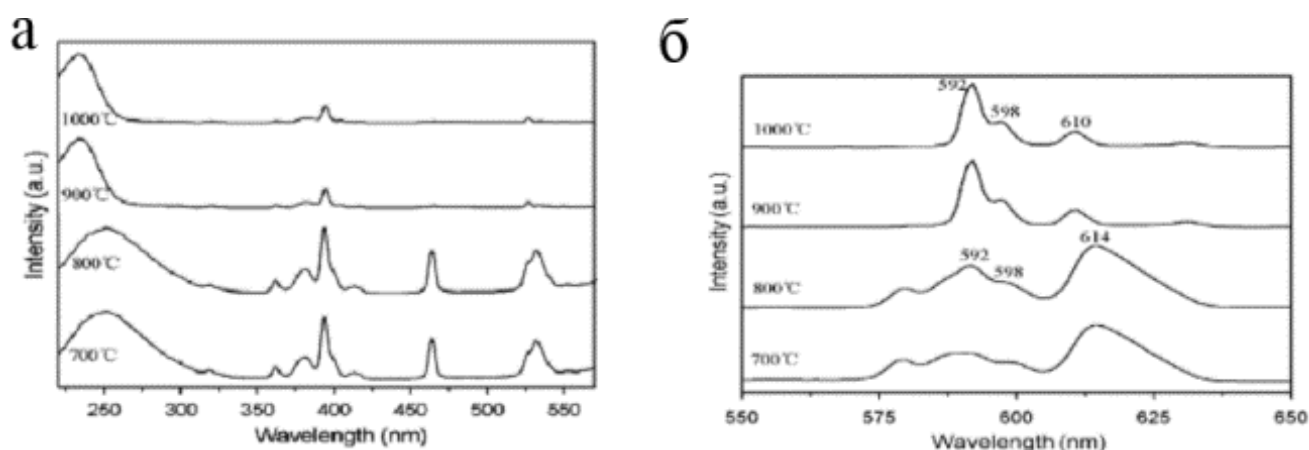 а
1000℃
900℃
800℃
700℃
Intensity (a.u.)
250 300 350 400 450 500 550
Wavelength (nm)
б
592
598
610
1000℃
900℃
614
592
598
800℃
700℃
Intensity (a.u.)
550 575 600 625 650
Wavelength (nm)